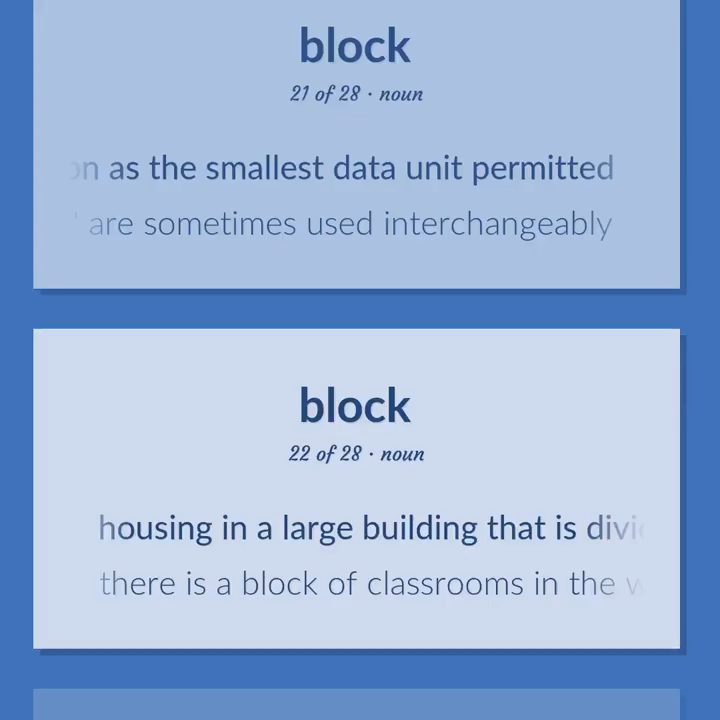 block
21 of 28 · noun
as the smallest data unit permitted
are sometimes used interchangeably
block
22 of 28 · noun
housing in a large building that is
there is a block of classrooms in the